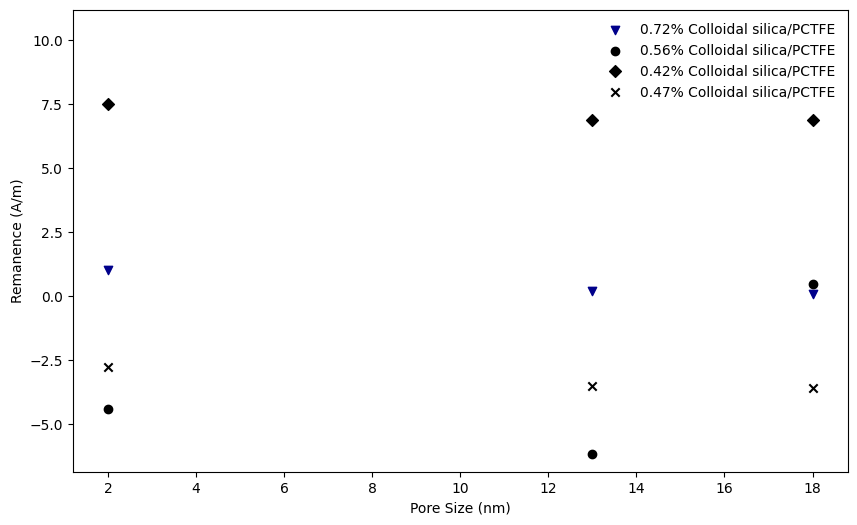 10.0
7.5
5.0
2.5
0.0
−2.5
−5.0
Remanence (A/m)
0.72% Colloidal silica/PCTFE
0.56% Colloidal silica/PCTFE
0.42% Colloidal silica/PCTFE
0.47% Colloidal silica/PCTFE
2 4 6 8 10 12 14 16 18
Pore Size (nm)